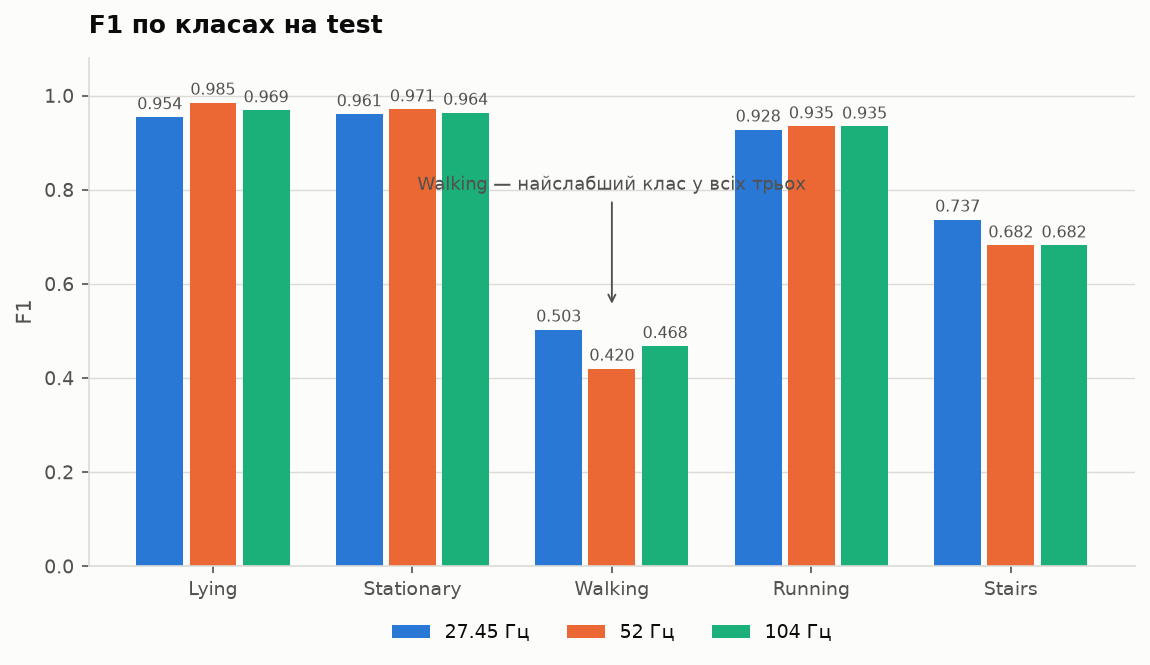 F1 по класах на test
F1
1.0
0.8
0.6
0.4
0.2
0.0
0.954 0.985 0.969
0.961 0.971 0.964
0.503 0.420 0.468
0.928 0.935 0.935
0.737 0.682 0.682
Walking — найслабший клас у всіх трьох
Lying Stationary Walking Running Stairs
27.45 Гц 52 Гц 104 Гц